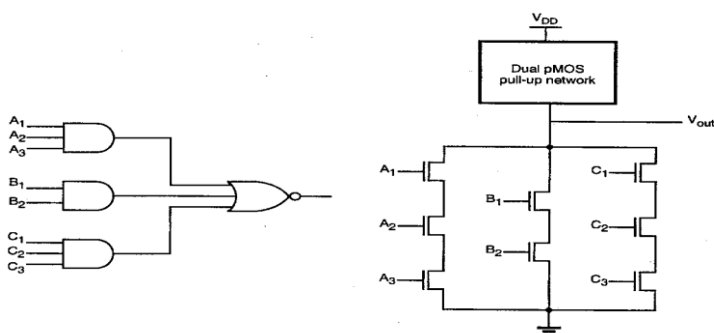 A1
A2
A3
B1
B2
C1
C2
C3
VDD
Dual pMOS
pull-up network
Vout
A1
A2
A3
B1
B2
C1
C2
C3